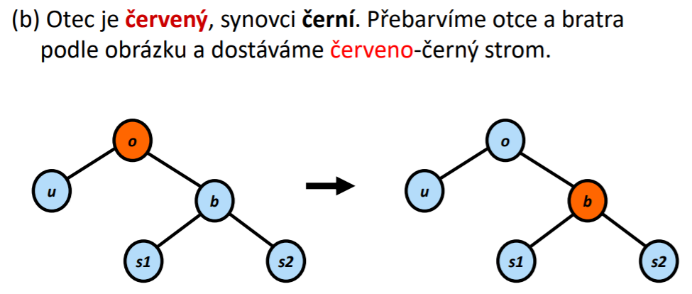 (b) Otec je červený, synovci černí. Přebarvíme otce a bratra
podle obrázku a dostáváme červeno-černý strom.
o
u
b
s1
s2
o
u
b
s1
s2